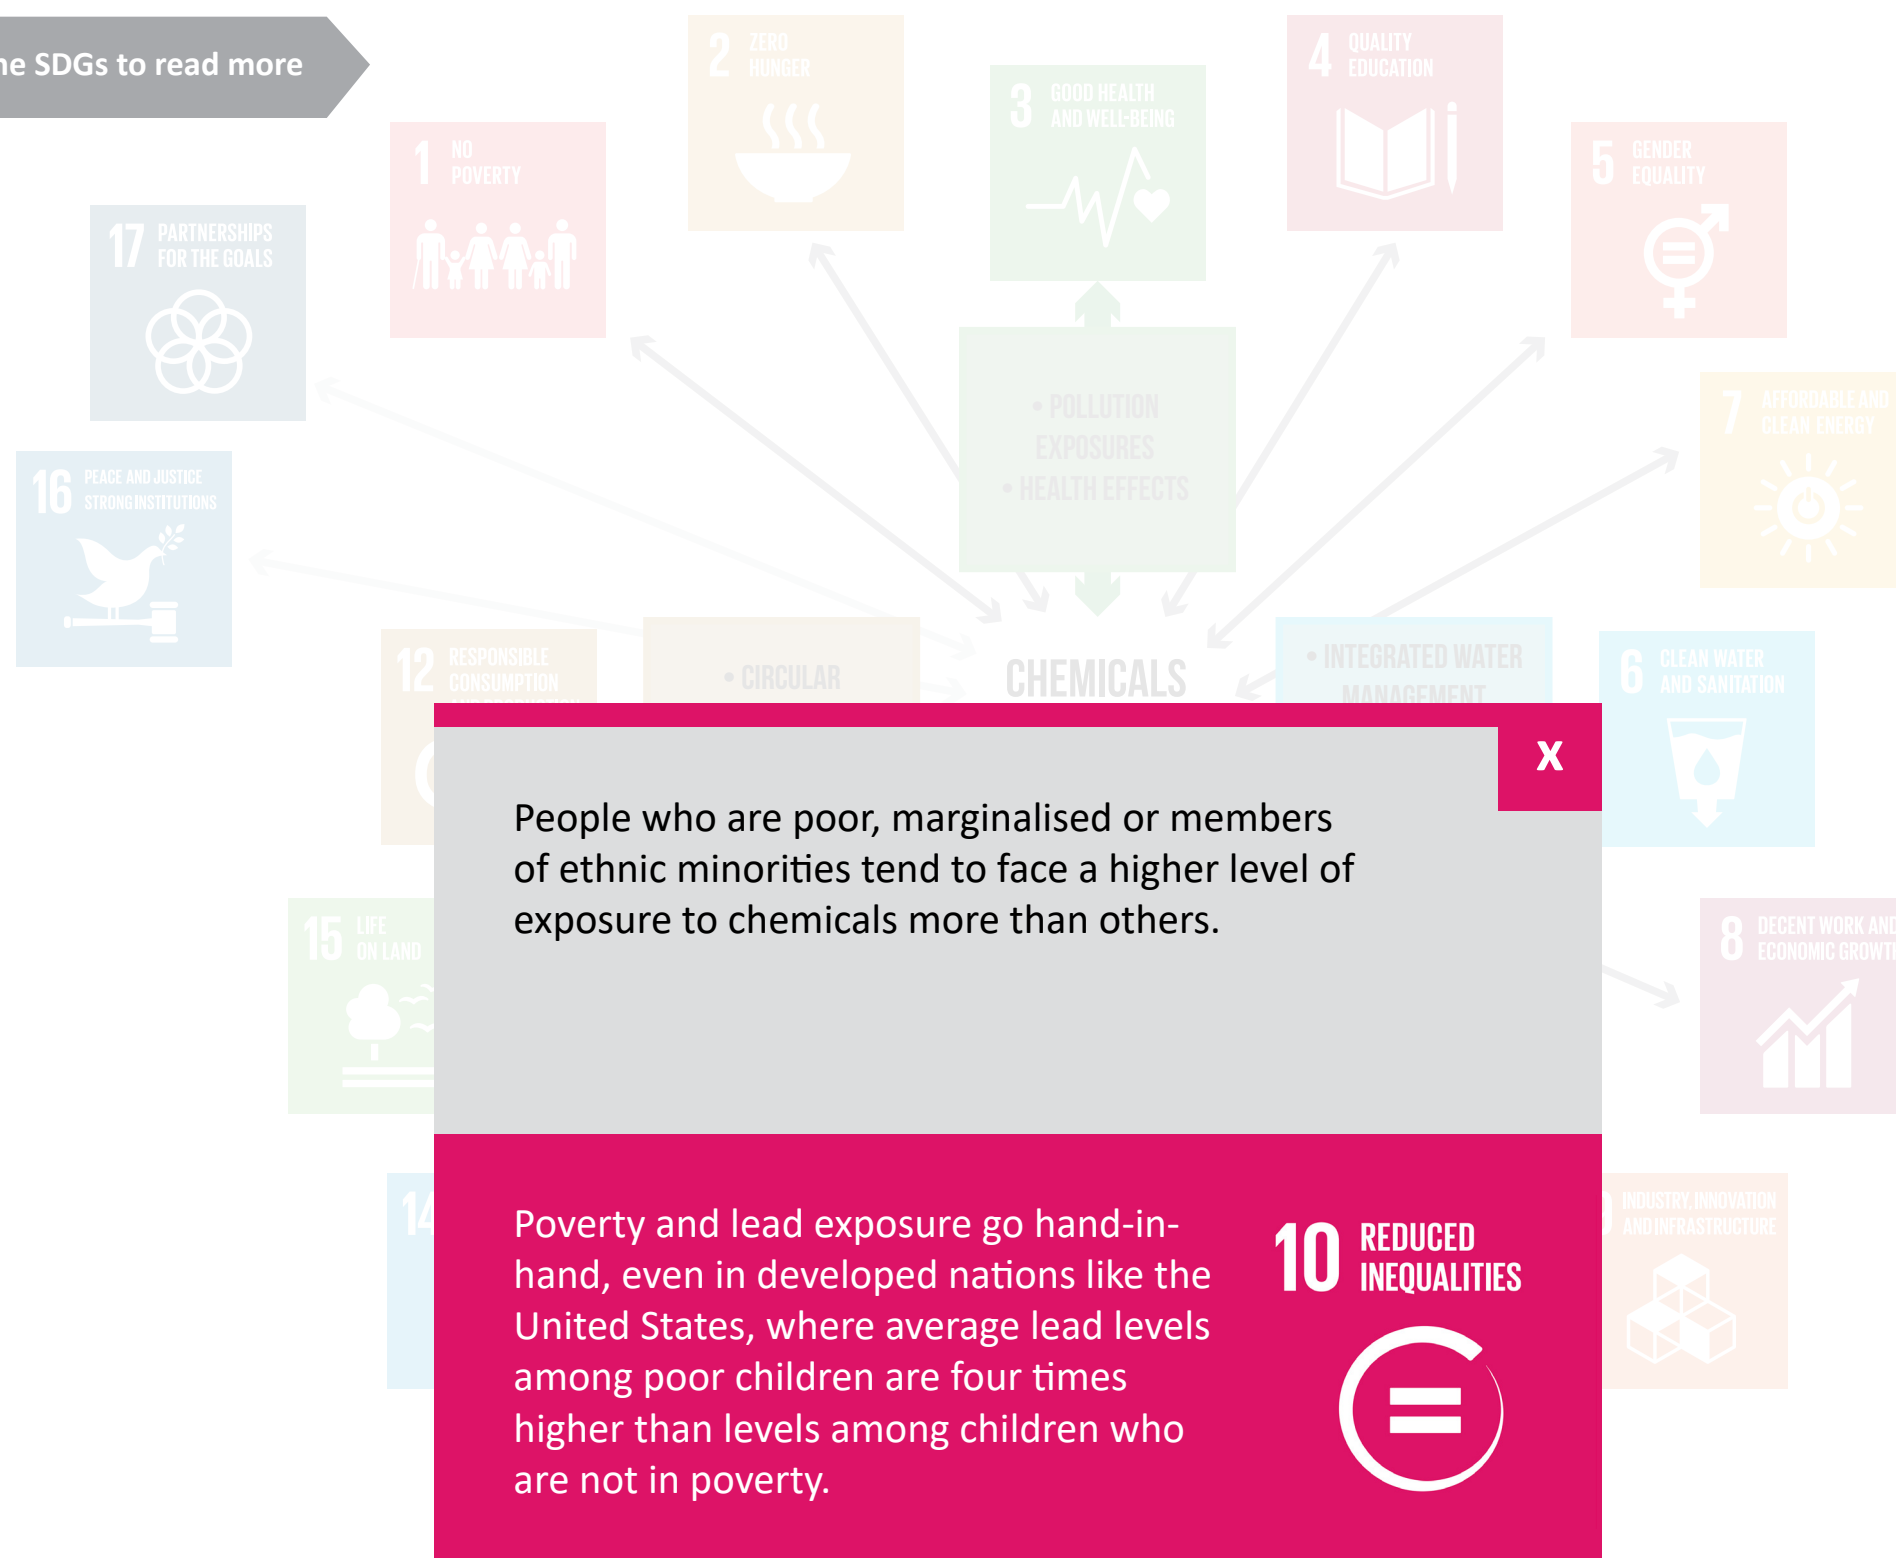 he SDGs to read more
2 ZERO
HUNGER
3 GOOD HEALTH
AND WELL-BEING
4 QUALITY
EDUCATION
1 NO
POVERTY
5 GENDER
EQUALITY
17 PARTNERSHIPS
FOR THE GOALS
7 AFFORDABLE AND
CLEAN ENERGY
• POLLUTION
EXPOSURES
• HEALTH EFFECTS
16 PEACE AND JUSTICE
STRONG INSTITUTIONS
12 RESPONSIBLE
CONSUMPTION
• CIRCULAR
CHEMICALS
• INTEGRATED WATER
MANAGEMENT
6 CLEAN WATER
AND SANITATION
X
People who are poor, marginalised or members
of ethnic minorities tend to face a higher level of
exposure to chemicals more than others.
15 LIFE
ON LAND
8 DECENT WORK AND
ECONOMIC GROWTH
14
INDUSTRY, INNOVATION
AND INFRASTRUCTURE
Poverty and lead exposure go hand-in-
hand, even in developed nations like the
United States, where average lead levels
among poor children are four times
higher than levels among children who
are not in poverty.
10 REDUCED
INEQUALITIES